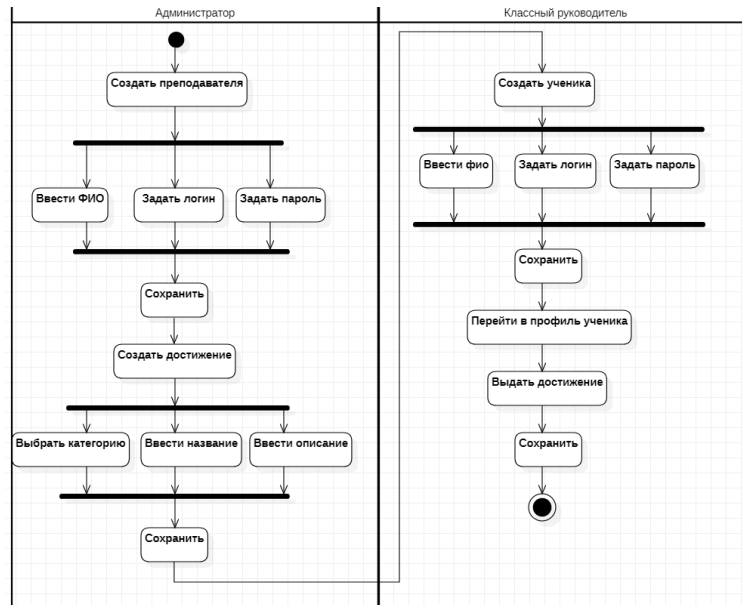 Администратор
Создать преподавателя
Ввести ФИО
Задать логин
Задать пароль
Сохранить
Создать достижение
Выбрать категорию
Ввести название
Ввести описание
Сохранить
Классный руководитель
Создать ученика
Ввести фио
Задать логин
Задать пароль
Сохранить
Перейти в профиль ученика
Выдать достижение
Сохранить